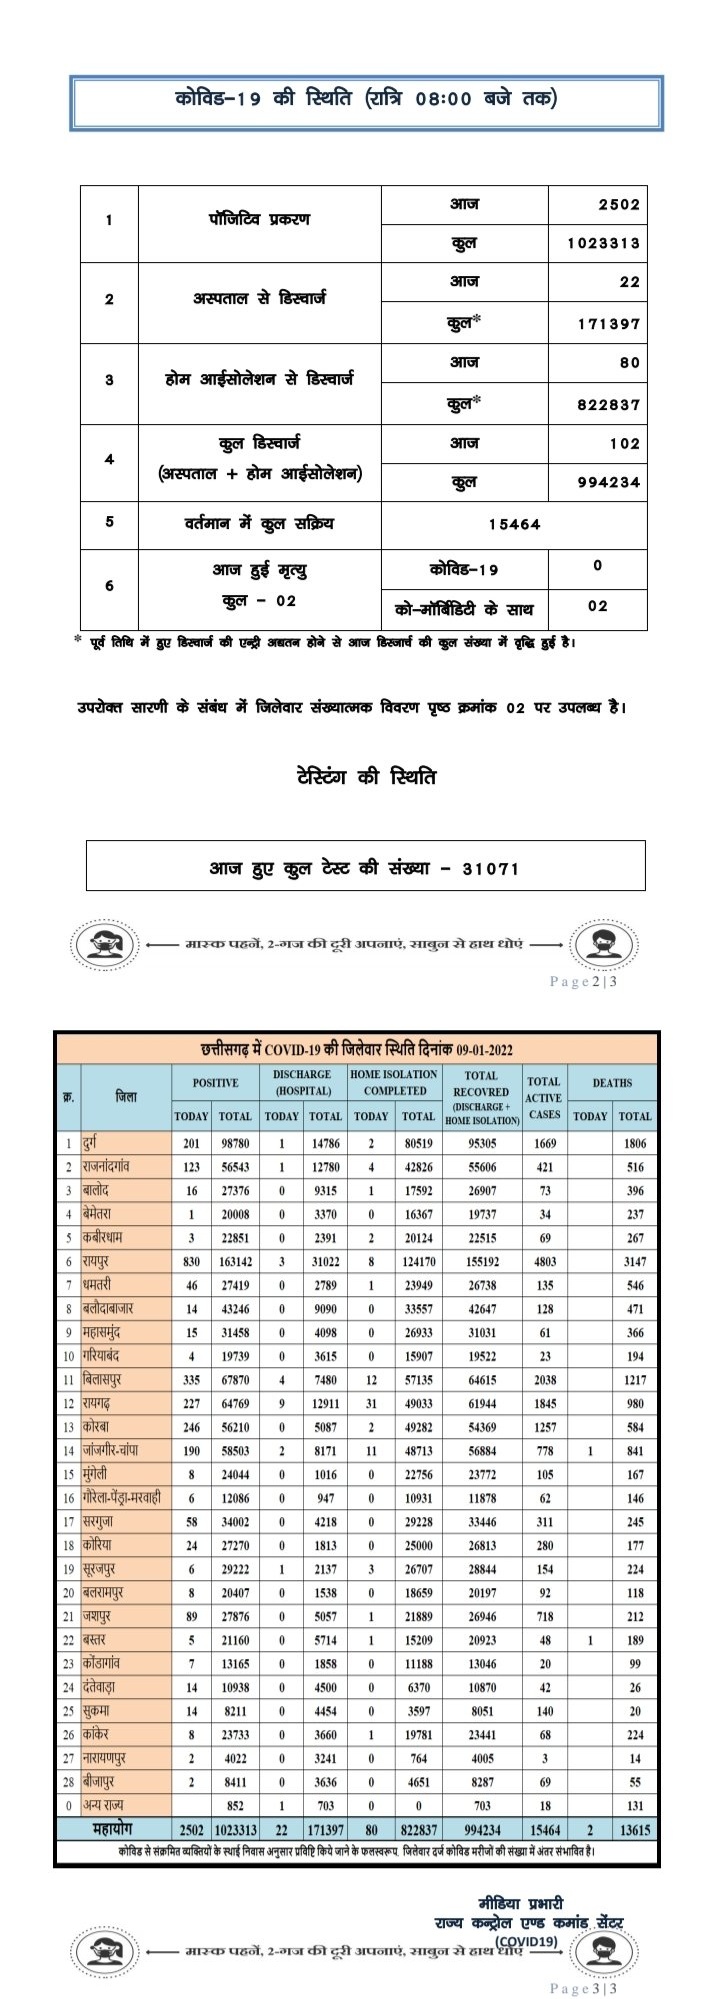 कोविड-19 की स्थिति (रात्रि 08:00 बजे तक)
1 पॉजिटिव प्रकरण आज 2502
कुल 1023313
2 अस्पताल से डिस्चार्ज आज 22
कुल* 171397
3 होम आईसोलेशन से डिस्चार्ज आज 80
कुल* 822837
4 कुल डिस्चार्ज (अस्पताल + होम आईसोलेशन) आज 102
कुल 994234
5 वर्तमान में कुल सक्रिय 15464
6 आज हुई मृत्यु कुल - 02 कोविड-19 0
को-मॉर्बिडिटी के साथ 02
* पूर्व तिथि में हुए डिस्चार्ज की एन्ट्री अद्यतन होने से आज डिस्जार्च की कुल संख्या में वृद्धि हुई है।
उपरोक्त सारणी के संबंध में जिलेवार संख्यात्मक विवरण पृष्ठ क्रमांक 02 पर उपलब्ध है।
टेस्टिंग की स्थिति
आज हुए कुल टेस्ट की संख्या - 31071
मास्क पहनें, 2-गज की दूरी अपनाएं, साबुन से हाथ धोएं
Page2|3
छत्तीसगढ़ में COVID-19 की जिलेवार स्थिति दिनांक 09-01-2022
क्र. जिला POSITIVE DISCHARGE (HOSPITAL) HOME ISOLATION COMPLETED TOTAL RECOVRED (DISCHARGE + HOME ISOLATION) TOTAL ACTIVE CASES DEATHS
TODAY TOTAL TODAY TOTAL TODAY TOTAL TODAY TOTAL
1 दुर्ग 201 98780 1 14786 2 80519 95305 1669 1806
2 राजनांदगांव 123 56543 1 12780 4 42826 55606 421 516
3 बालोद 16 27376 0 9315 1 17592 26907 73 396
4 बेमेतरा 1 20008 0 3370 0 16367 19737 34 237
5 कबीरधाम 3 22851 0 2391 2 20124 22515 69 267
6 रायपुर 830 163142 3 31022 8 124170 155192 4803 3147
7 धमतरी 46 27419 0 2789 1 23949 26738 135 546
8 बलौदाबाजार 14 43246 0 9090 0 33557 42647 128 471
9 महासमुंद 15 31458 0 4098 0 26933 31031 61 366
10 गरियाबंद 4 19739 0 3615 0 15907 19522 23 194
11 बिलासपुर 335 67870 4 7480 12 57135 64615 2038 1217
12 रायगढ़ 227 64769 9 12911 31 49033 61944 1845 980
13 कोरबा 246 56210 0 5087 2 49282 54369 1257 584
14 जांजगीर-चांपा 190 58503 2 8171 11 48713 56884 778 1 841
15 मुंगेली 8 24044 0 1016 0 22756 23772 105 167
16 गौरेला-पेंड्रा-मरवाही 6 12086 0 947 0 10931 11878 62 146
17 सरगुजा 58 34002 0 4218 0 29228 33446 311 245
18 कोरिया 24 27270 0 1813 0 25000 26813 280 177
19 सूरजपुर 6 29222 1 2137 3 26707 28844 154 224
20 बलरामपुर 8 20407 0 1538 0 18659 20197 92 118
21 जशपुर 89 27876 0 5057 1 21889 26946 718 212
22 बस्तर 5 21160 0 5714 1 15209 20923 48 1 189
23 कोंडागांव 7 13165 0 1858 0 11188 13046 20 99
24 दंतेवाड़ा 14 10938 0 4500 0 6370 10870 42 26
25 सुकमा 14 8211 0 4454 0 3597 8051 140 20
26 कांकेर 8 23733 0 3660 1 19781 23441 68 224
27 नारायणपुर 2 4022 0 3241 0 764 4005 3 14
28 बीजापुर 2 8411 0 3636 0 4651 8287 69 55
0 अन्य राज्य 852 1 703 0 0 703 18 131
महायोग 2502 1023313 22 171397 80 822837 994234 15464 2 13615
कोविड से संक्रमित व्यक्तियों के स्थाई निवास अनुसार प्रविष्टि किये जाने के फलस्वरूप जिलेवार दर्ज कोविड मरीजों की संख्या में अंतर संभावित है।
मीडिया प्रभारी
राज्य कन्ट्रोल एण्ड कमांड सेंटर
(COVID19)
मास्क पहनें, 2-गज की दूरी अपनाएं, साबुन से हाथ धोएं
Page3|3